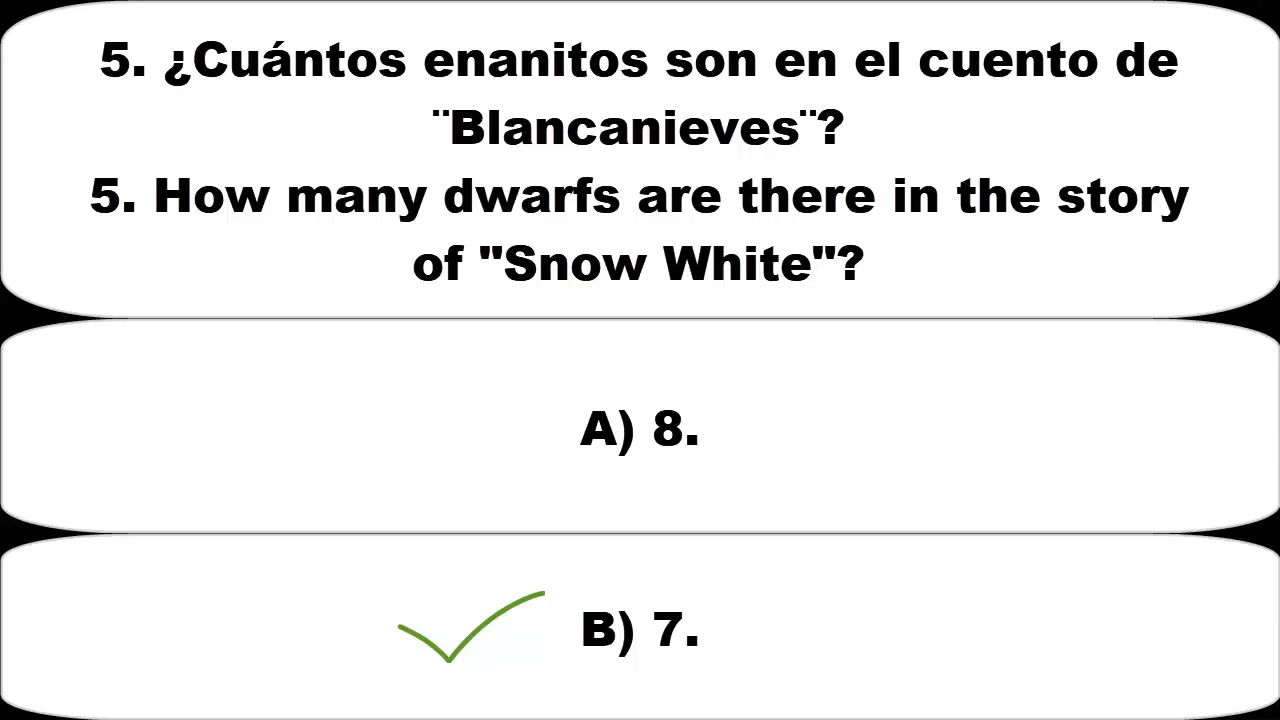 5. ¿Cuántos enanitos son en el cuento de
¨Blancanieves¨?
5. How many dwarfs are there in the story
of "Snow White"?
A) 8.
B) 7.